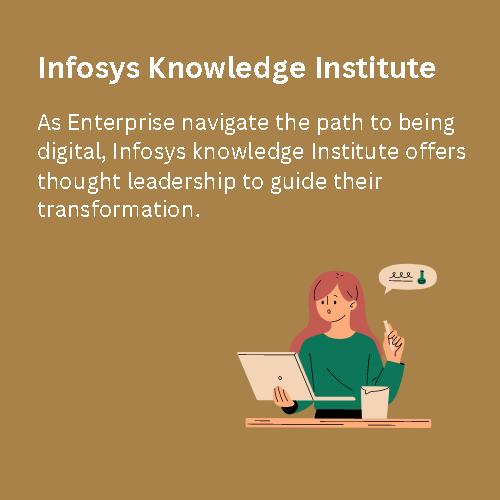 Infosys Knowledge Institute
As Enterprise navigate the path to being
digital, Infosys knowledge Institute offers
thought leadership to guide their
transformation.